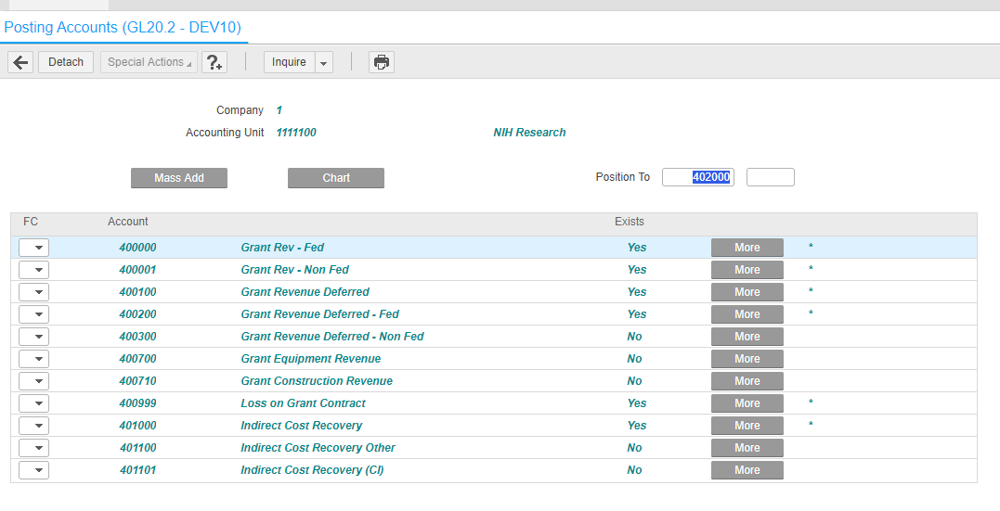 Posting Accounts (GL20.2 - DEV10)
Detach Special Actions ?+ Inquire
Company 1
Accounting Unit 1111100 NIH Research
Mass Add Chart Position To 402000
FC Account Exists
400000 Grant Rev - Fed Yes More *
400001 Grant Rev - Non Fed Yes More *
400100 Grant Revenue Deferred Yes More *
400200 Grant Revenue Deferred - Fed Yes More *
400300 Grant Revenue Deferred - Non Fed No More
400700 Grant Equipment Revenue No More
400710 Grant Construction Revenue No More
400999 Loss on Grant Contract Yes More *
401000 Indirect Cost Recovery Yes More *
401100 Indirect Cost Recovery Other No More
401101 Indirect Cost Recovery (CI) No More